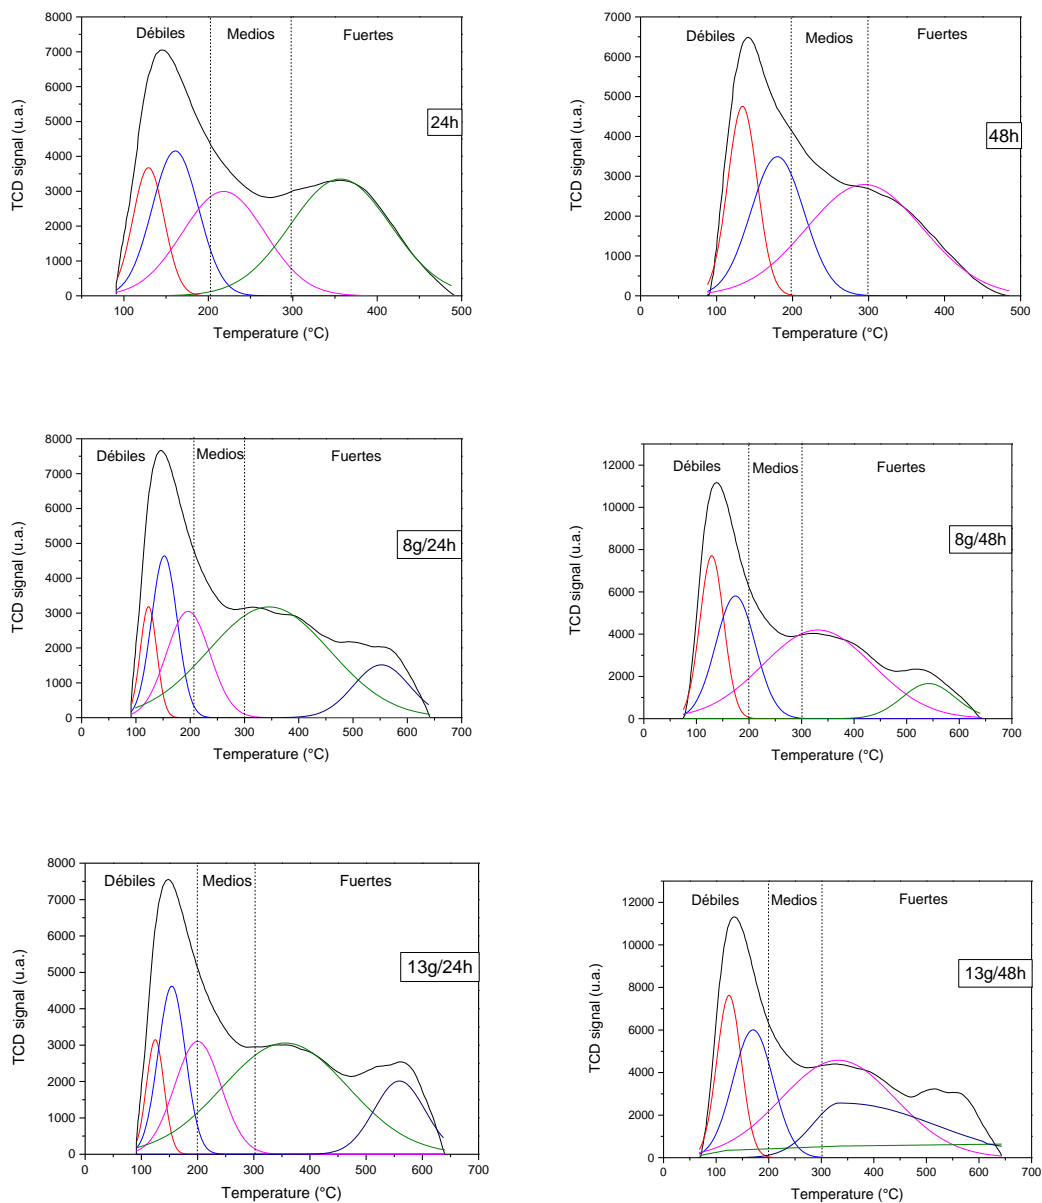 8000
7000
6000
5000
4000
3000
2000
1000
0
TCD signal (u.a.)
Débiles Medios Fuertes
24h
100 200 300 400 500
Temperature (°C)
7000
6000
5000
4000
3000
2000
1000
0
TCD signal (u.a.)
Débiles Medios Fuertes
48h
0 100 200 300 400 500
Temperature (°C)
8000
7000
6000
5000
4000
3000
2000
1000
0
TCD signal (u.a.)
Débiles Medios Fuertes
8g/24h
0 100 200 300 400 500 600 700
Temperature (°C)
12000
10000
8000
6000
4000
2000
0
TCD signal (u.a.)
Débiles Medios Fuertes
8g/48h
0 100 200 300 400 500 600 700
Temperature (°C)
8000
7000
6000
5000
4000
3000
2000
1000
0
TCD signal (u.a.)
Débiles Medios Fuertes
13g/24h
0 100 200 300 400 500 600 700
Temperature (°C)
12000
10000
8000
6000
4000
2000
0
TCD signal (u.a.)
Débiles Medios Fuertes
13g/48h
0 100 200 300 400 500 600 700
Temperature (°C)